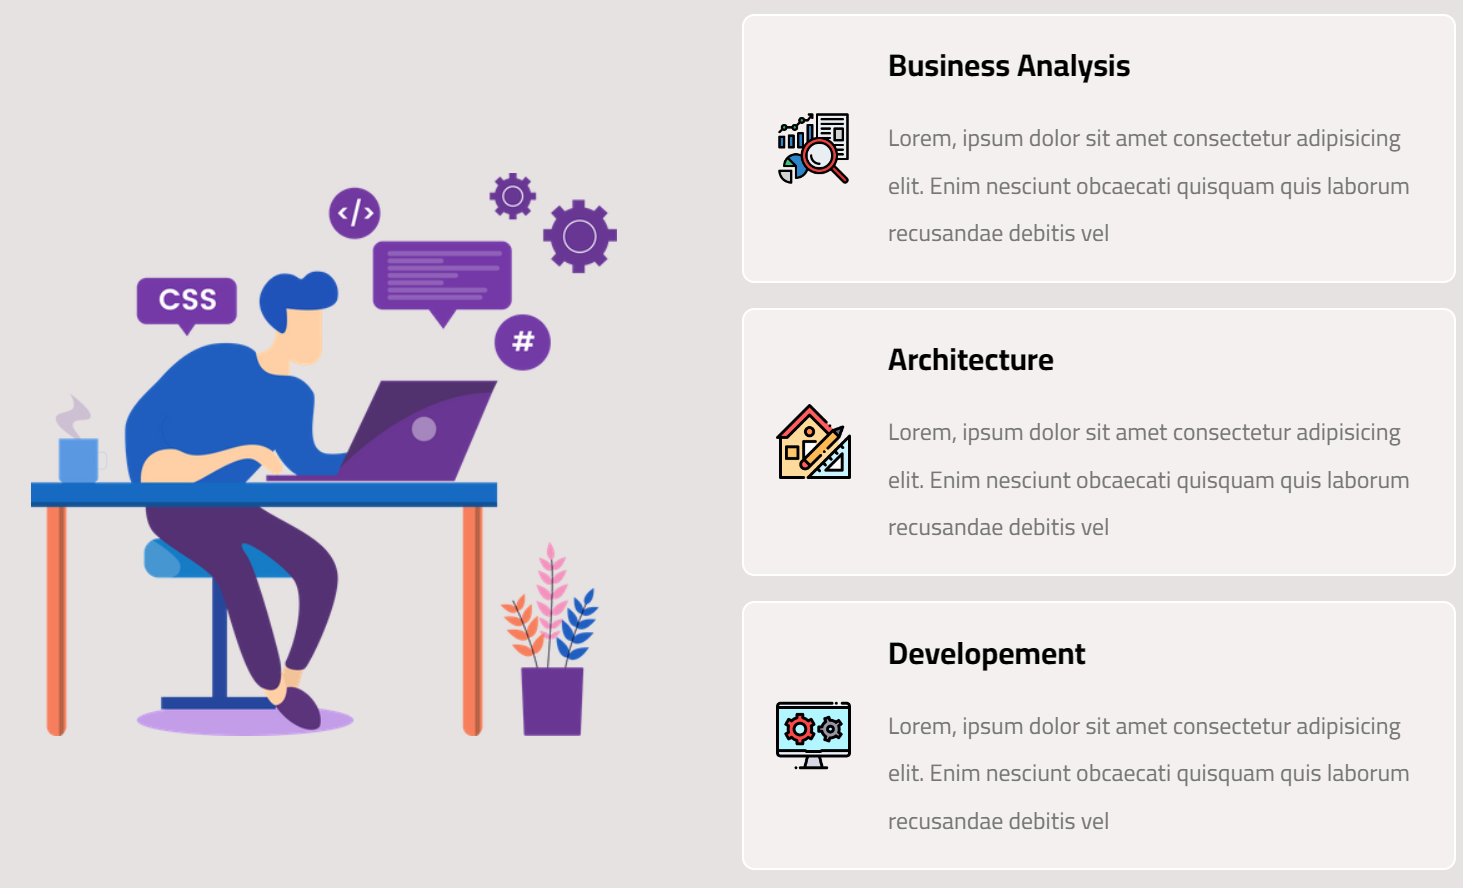 </>
CSS
#
Business Analysis
Lorem, ipsum dolor sit amet consectetur adipisicing
elit. Enim nesciunt obcaecati quisquam quis laborum
recusandae debitis vel
Architecture
Lorem, ipsum dolor sit amet consectetur adipisicing
elit. Enim nesciunt obcaecati quisquam quis laborum
recusandae debitis vel
Developement
Lorem, ipsum dolor sit amet consectetur adipisicing
elit. Enim nesciunt obcaecati quisquam quis laborum
recusandae debitis vel